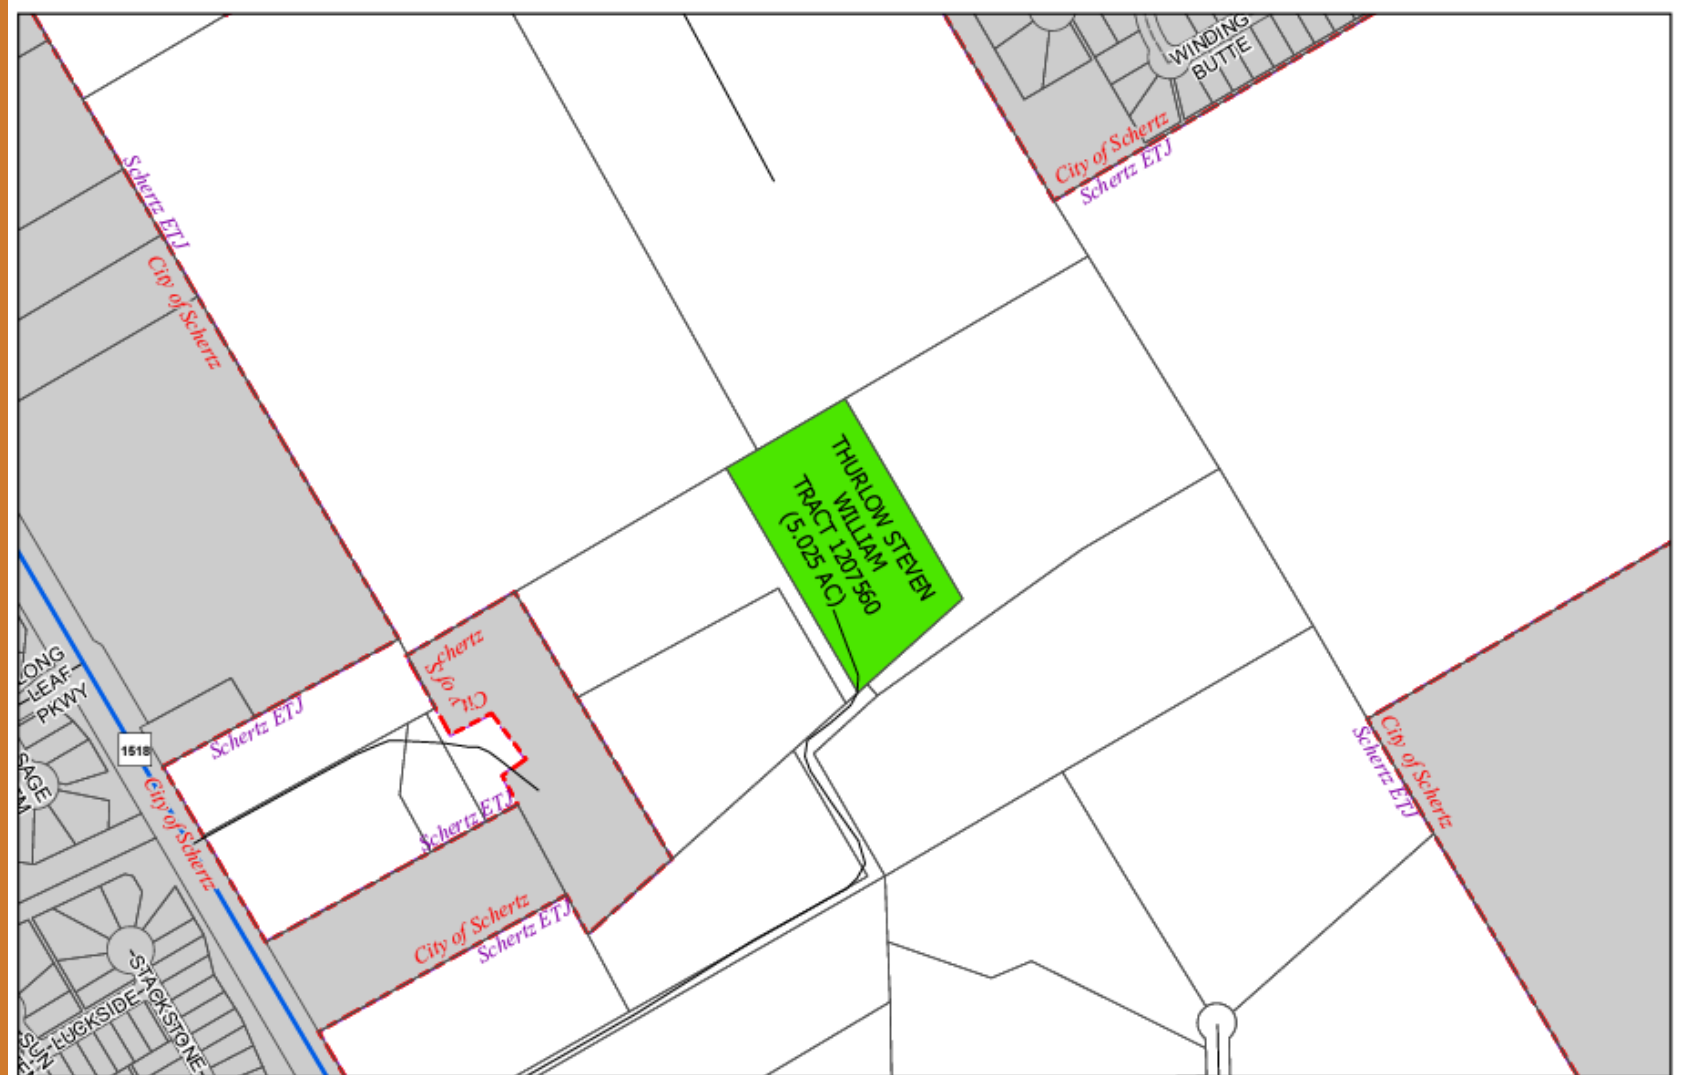 WINDING
BUTTE
City of Schertz
Schertz ETJ
Schertz ETJ
City of Schertz
THURLOW STEVEN
WILLIAM
TRACT 1207560
(5.025 AC)
City of Schertz
Schertz ETJ
LEAF
PKWY
1518
SAGE
City of Schertz
Schertz ETJ
City of Schertz
Schertz ETJ
City of Schertz
Schertz ETJ
STACKSTONE
LUCKSIDE
SUN